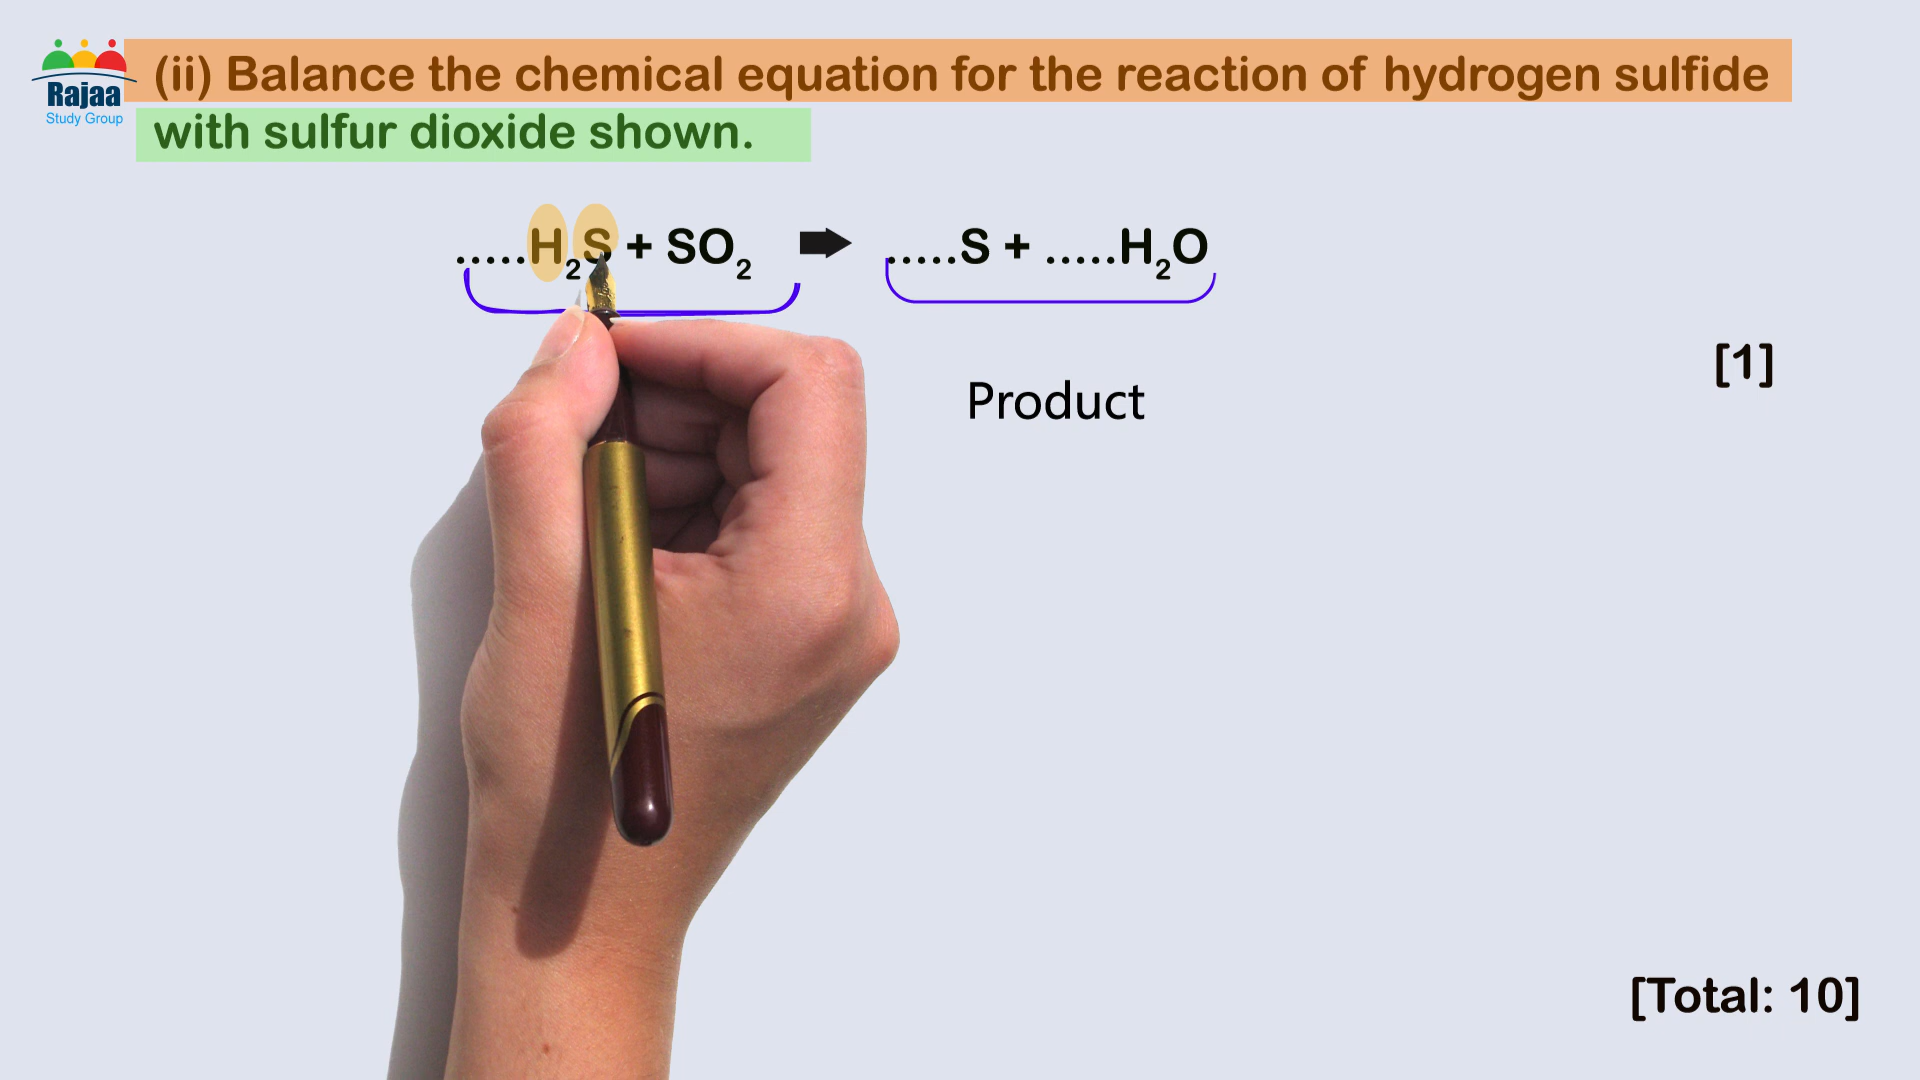 Rajaa
Study Group
(ii) Balance the chemical equation for the reaction of hydrogen sulfide
with sulfur dioxide shown.
.....H₂S + SO₂ ➡ .....S + .....H₂O
[1]
Product
[Total: 10]